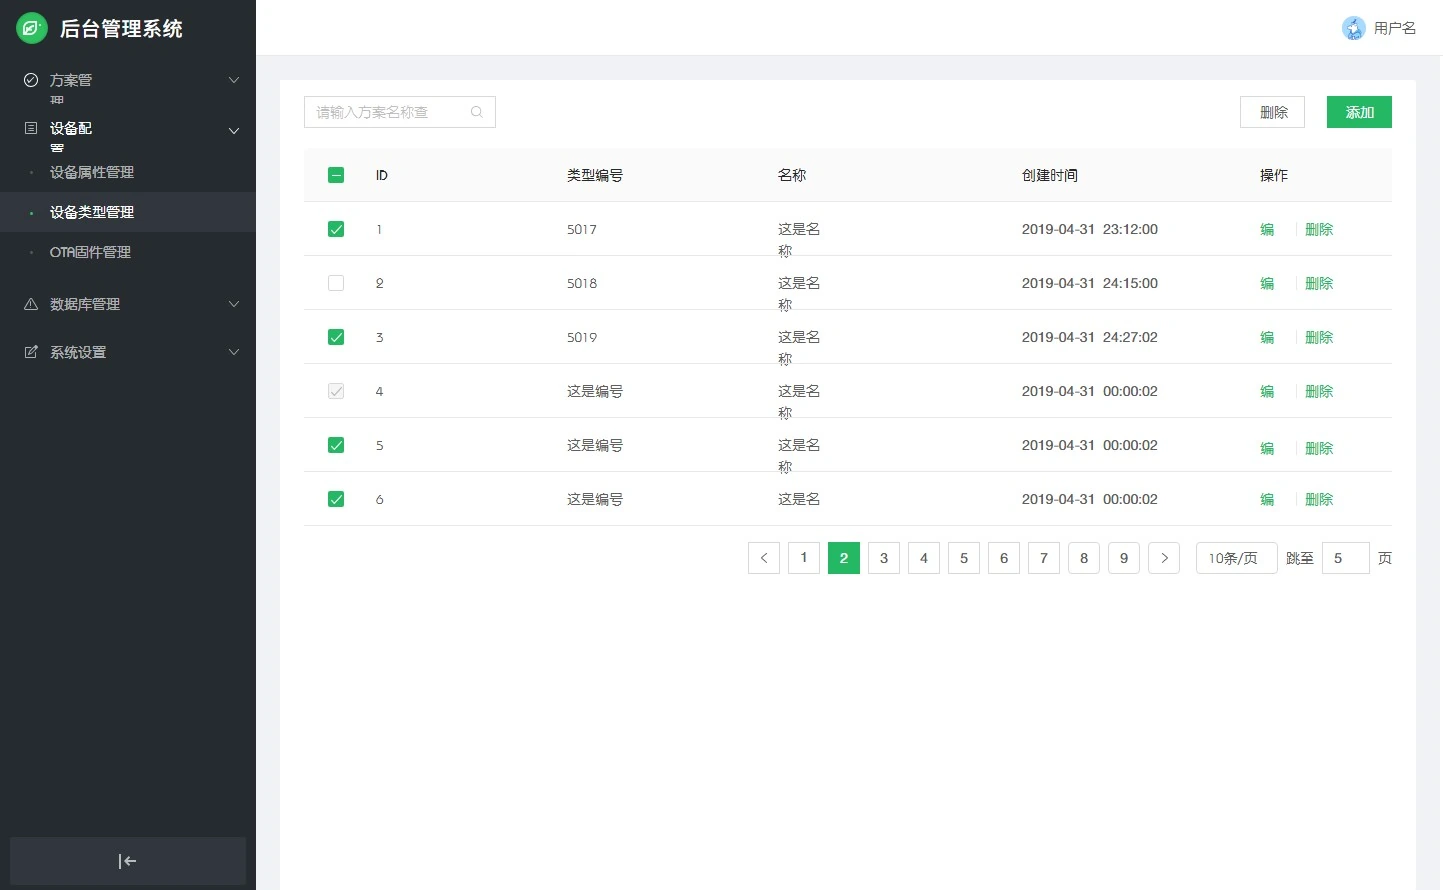 后台管理系统
用户名
方案管
理
设备配
置
设备属性管理
设备类型管理
OTA固件管理
数据库管理
系统设置
请输入方案名称查
删除
添加
ID 类型编号 名称 创建时间 操作
1 5017 这是名 2019-04-31 23:12:00 编 删除
称
2 5018 这是名 2019-04-31 24:15:00 编 删除
称
3 5019 这是名 2019-04-31 24:27:02 编 删除
称
4 这是编号 这是名 2019-04-31 00:00:02 编 删除
称
5 这是编号 这是名 2019-04-31 00:00:02 编 删除
称
6 这是编号 这是名 2019-04-31 00:00:02 编 删除
1 2 3 4 5 6 7 8 9 10条/页 跳至 5 页